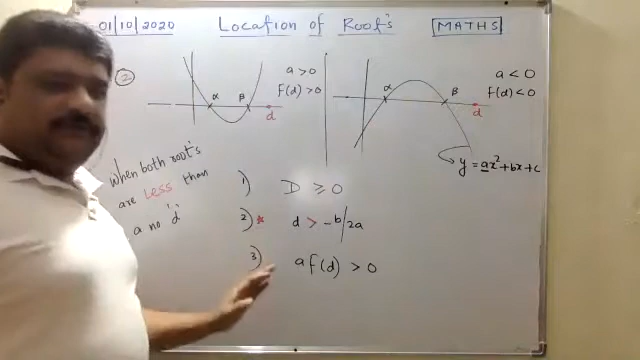 01/10/2020 Location of Root's MATHS
② α β d a > 0
f(d) > 0
α β d a < 0
f(d) < 0
y = ax² + bx + c
when both root's
are Less than
a no 'd'
1) D ≥ 0
2) * d > -b/2a
3) a f(d) > 0